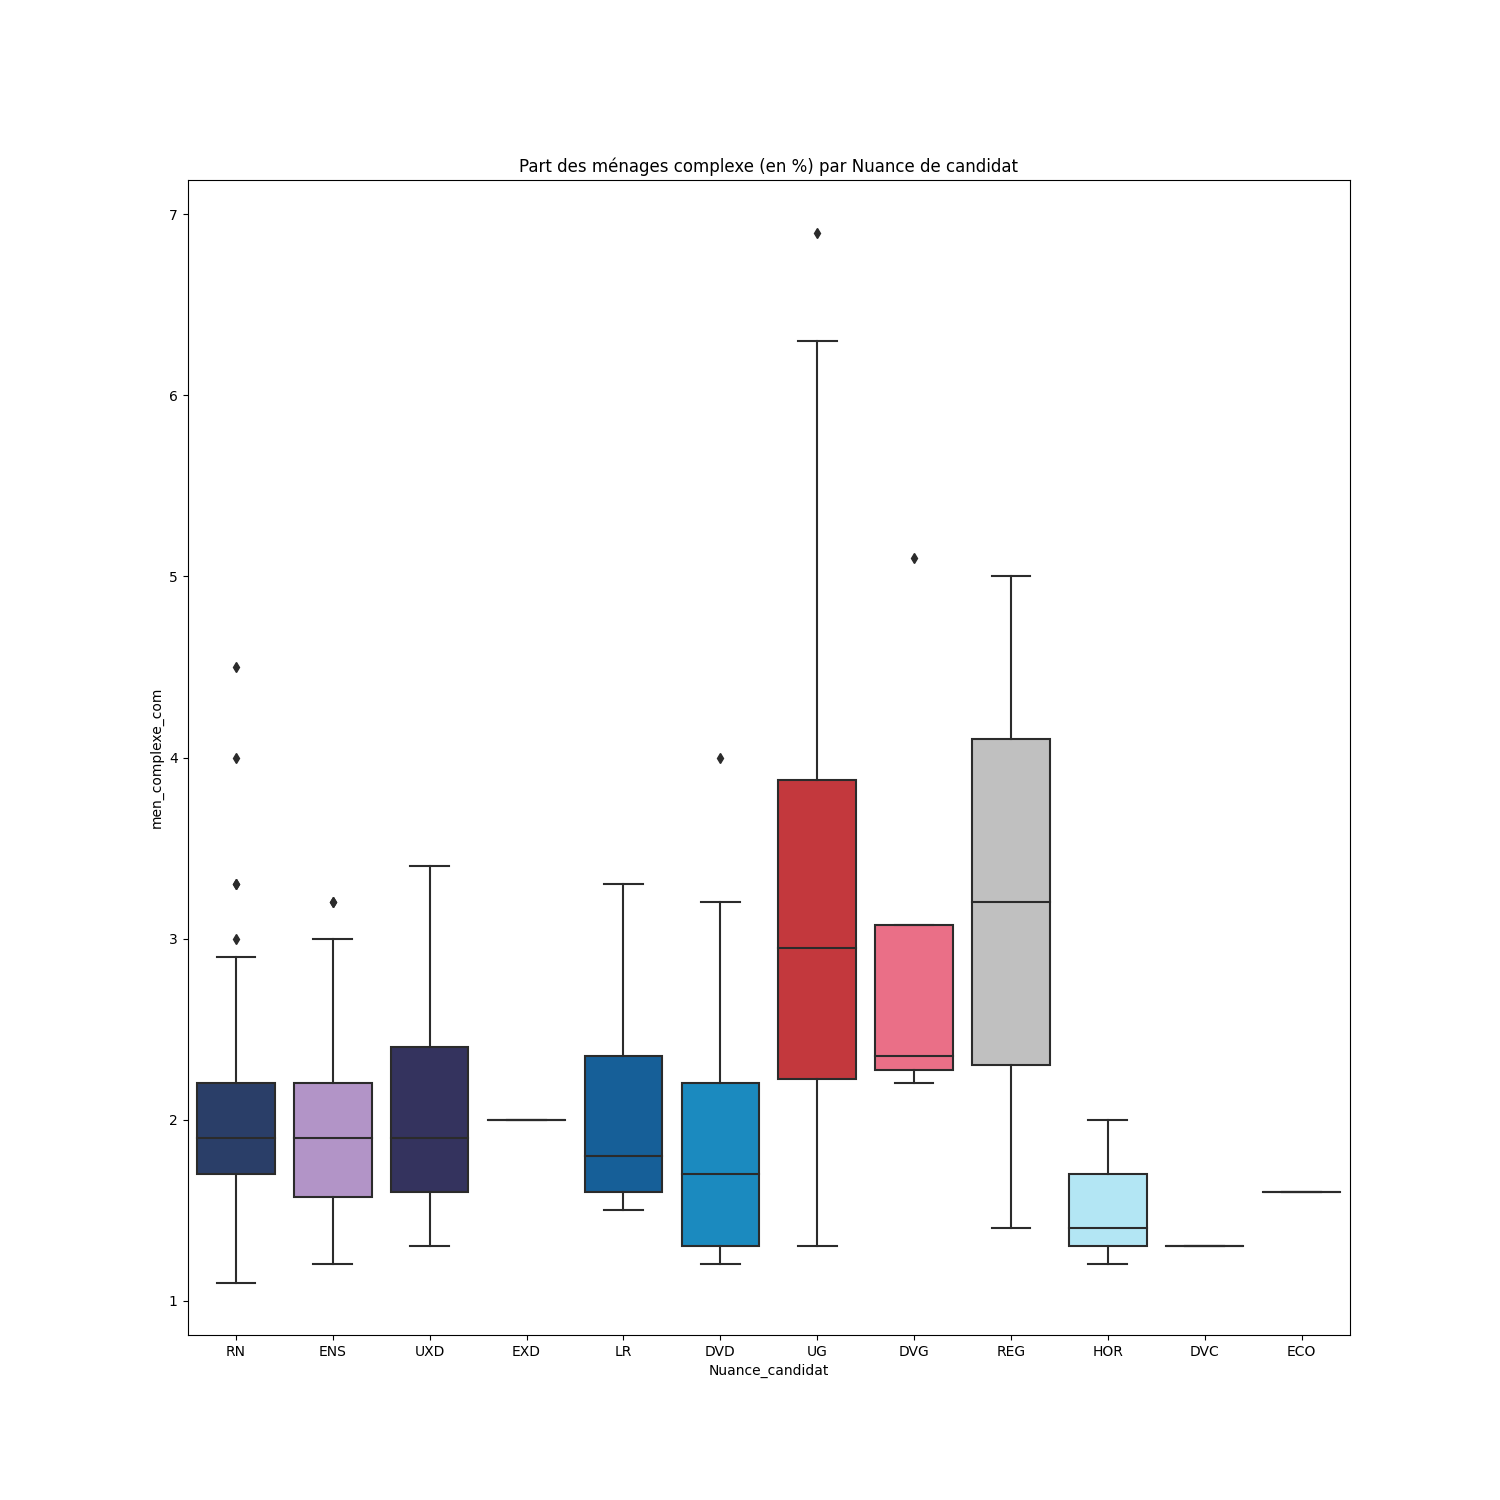 Part des ménages complexe (en %) par Nuance de candidat
7
6
5
4
3
2
1
men_complexe_com
RN ENS UXD EXD LR DVD UG DVG REG HOR DVC ECO
Nuance_candidat